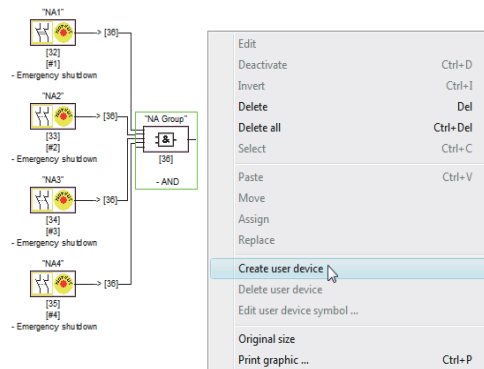 "NA1"
-> [36]
[32]
[#1]
- Emergency shutdown
"NA2"
-> [36]
[33]
[#2]
- Emergency shutdown
"NA3"
-> [36]
[34]
[#3]
- Emergency shutdown
"NA4"
-> [36]
[35]
[#4]
- Emergency shutdown
"NA Group"
&
[36]
- AND
Edit
Deactivate Ctrl+D
Invert Ctrl+I
Delete Del
Delete all Ctrl+Del
Select Ctrl+C
Paste Ctrl+V
Move
Assign
Replace
Create user device
Delete user device
Edit user device symbol ...
Original size
Print graphic ... Ctrl+P